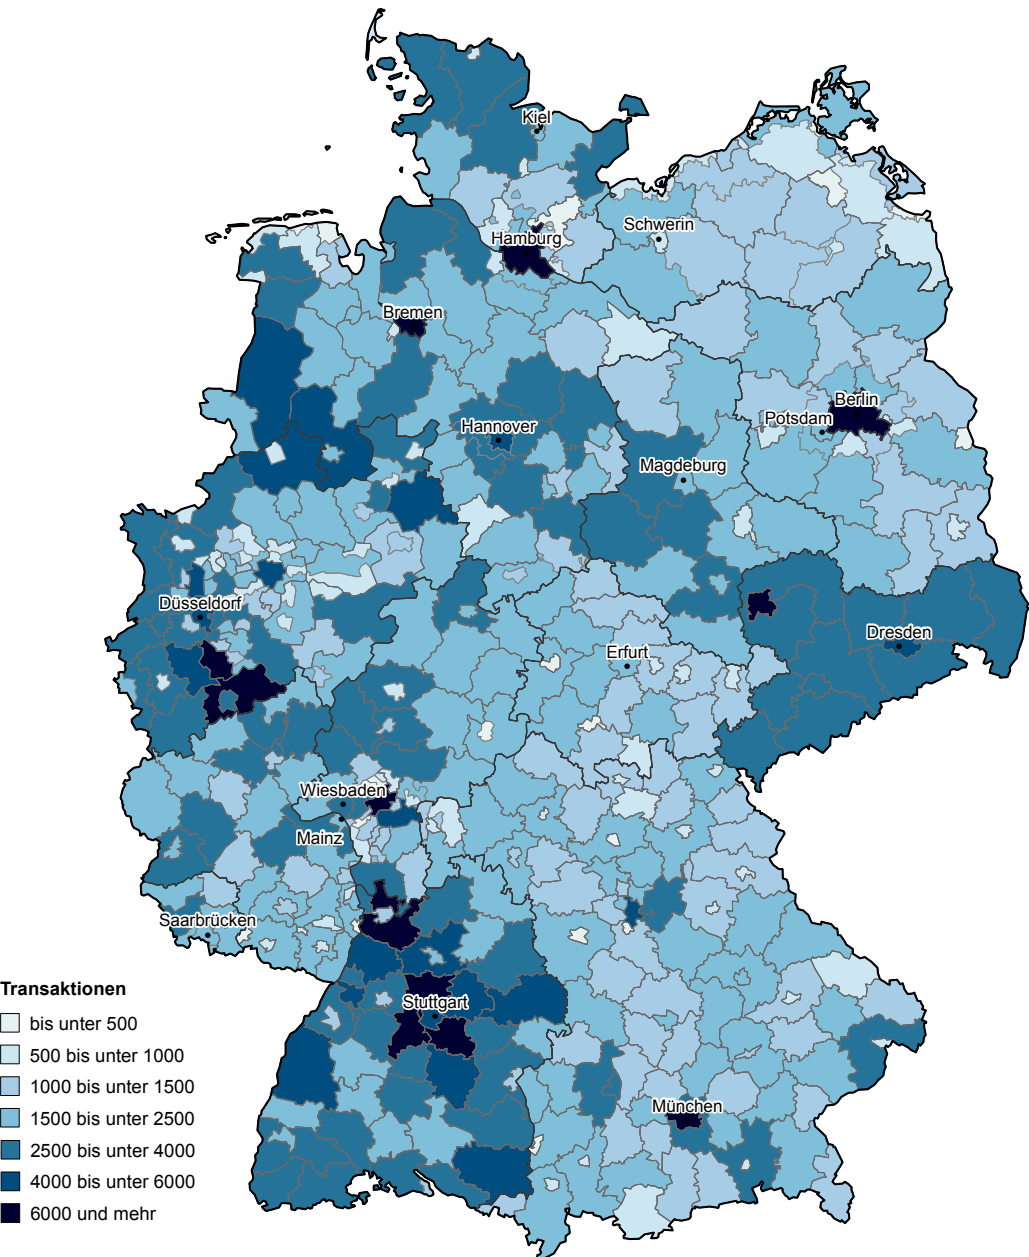 Kiel
Schwerin
Hamburg
Bremen
Berlin
Potsdam
Hannover
Magdeburg
Düsseldorf
Dresden
Erfurt
Wiesbaden
Mainz
Saarbrücken
Stuttgart
München
Transaktionen
bis unter 500
500 bis unter 1000
1000 bis unter 1500
1500 bis unter 2500
2500 bis unter 4000
4000 bis unter 6000
6000 und mehr